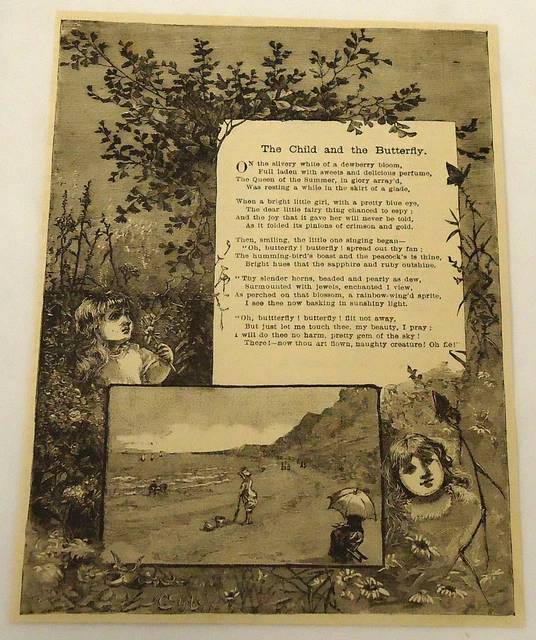 The Child and the Butterfly.
ON the silvery white of a dewberry bloom,
Full laden with sweets and delicious perfume,
The Queen of the Summer, in glory array'd,
Was resting a while in the skirt of a glade,
When a bright little girl, with a pretty blue eye,
The dear little fairy thing chanced to espy;
And the joy that it gave her will never be told,
As it folded its pinions of crimson and gold.
Then, smiling, the little one singing began—
"Oh, butterfly! butterfly! spread out thy fan;
The humming-bird's boast and the peacock's is thine,
Bright hues that the sapphire and ruby outshine.
"Thy slender horns, beaded and pearly as dew,
Surmounted with jewels, enchanted I view,
As perched on that blossom, a rainbow-wing'd sprite,
I see thee now basking in sunshiny light.
"Oh, buttterfly! butterfly! flit not away,
But just let me touch thee, my beauty, I pray;
I will do thee no harm, pretty gem of the sky!
There!—now thou art flown, naughty creature! Oh fie!"